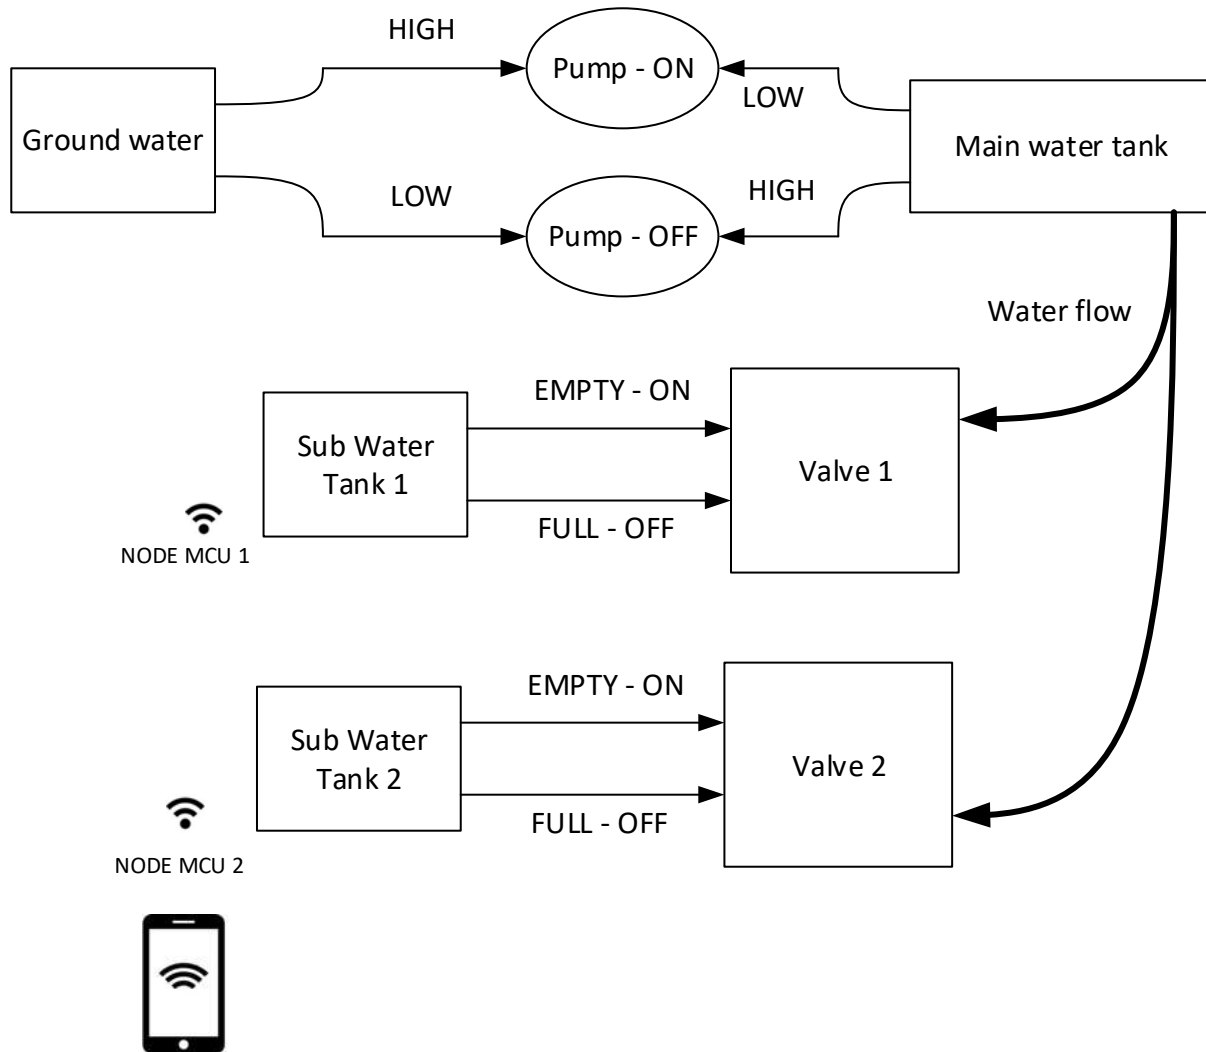 HIGH
Pump - ON
LOW
Ground water
Main water tank
LOW
HIGH
Pump - OFF
Water flow
EMPTY - ON
Sub Water
Tank 1
Valve 1
FULL - OFF
NODE MCU 1
EMPTY - ON
Sub Water
Tank 2
Valve 2
FULL - OFF
NODE MCU 2